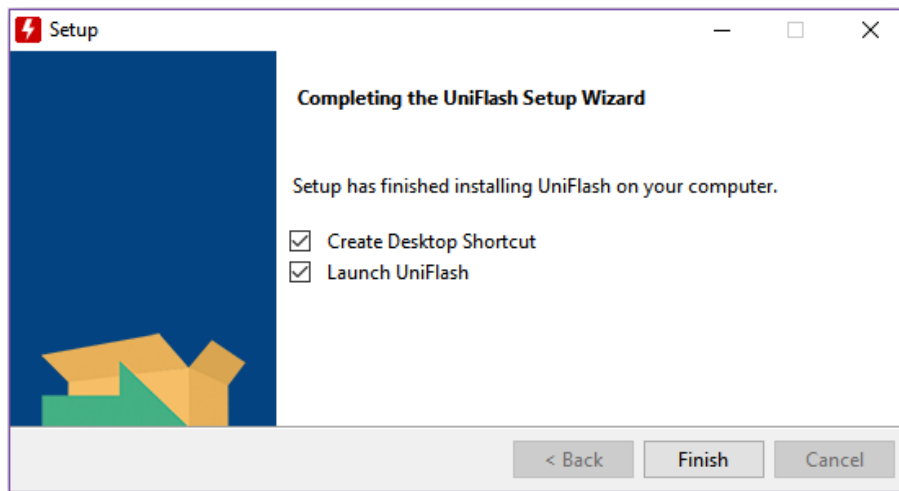 Setup
Completing the UniFlash Setup Wizard
Setup has finished installing UniFlash on your computer.
Create Desktop Shortcut
Launch UniFlash
< Back
Finish
Cancel